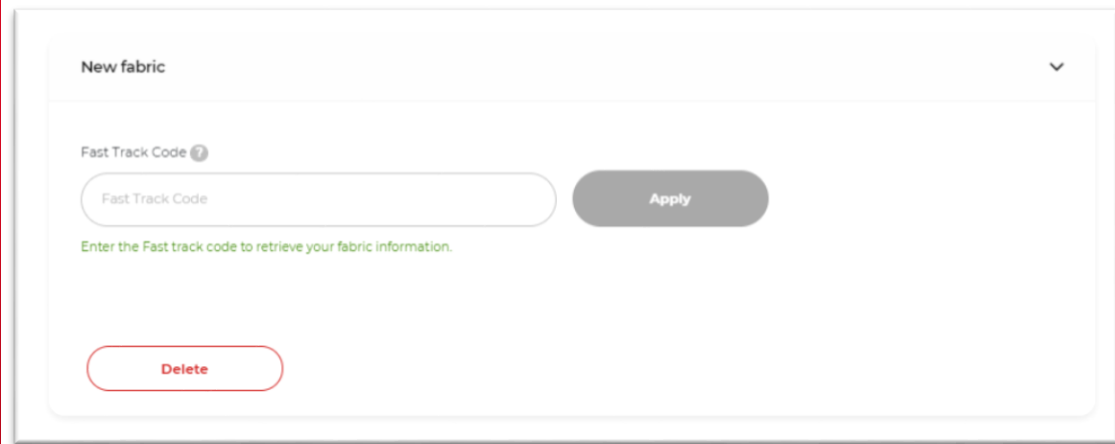 New fabric
Fast Track Code ?
Fast Track Code
Apply
Enter the Fast track code to retrieve your fabric information.
Delete